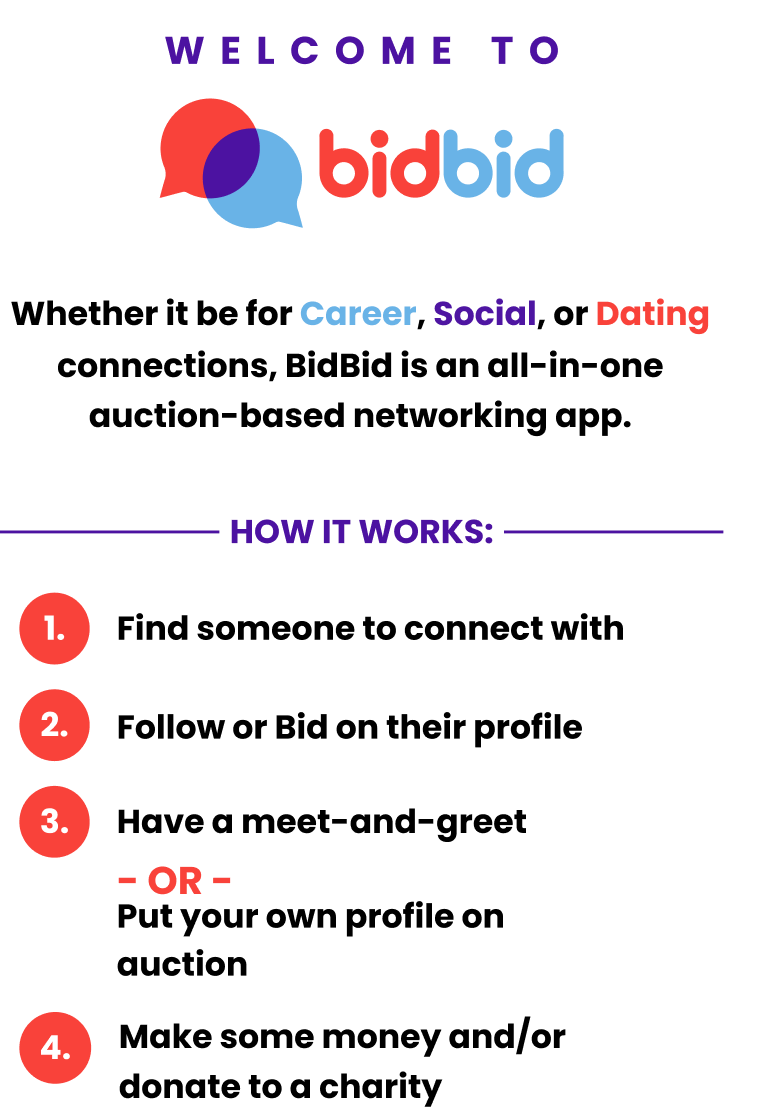 WELCOME TO
bidbid
Whether it be for Career, Social, or Dating
connections, BidBid is an all-in-one
auction-based networking app.
HOW IT WORKS:
1. Find someone to connect with
2. Follow or Bid on their profile
3. Have a meet-and-greet
- OR -
Put your own profile on
auction
4. Make some money and/or
donate to a charity